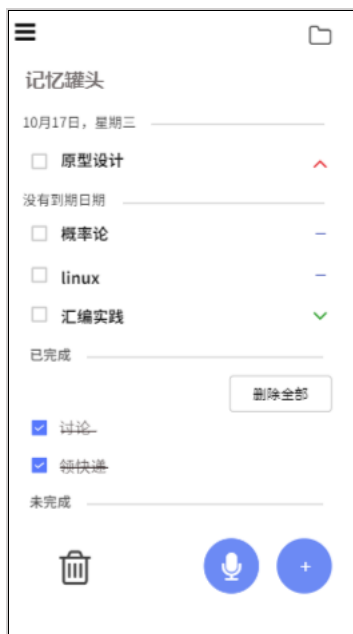 记忆罐头
10月17日，星期三
原型设计
没有到期日期
概率论
linux
汇编实践
已完成
删除全部
讨论
领快递
未完成
+